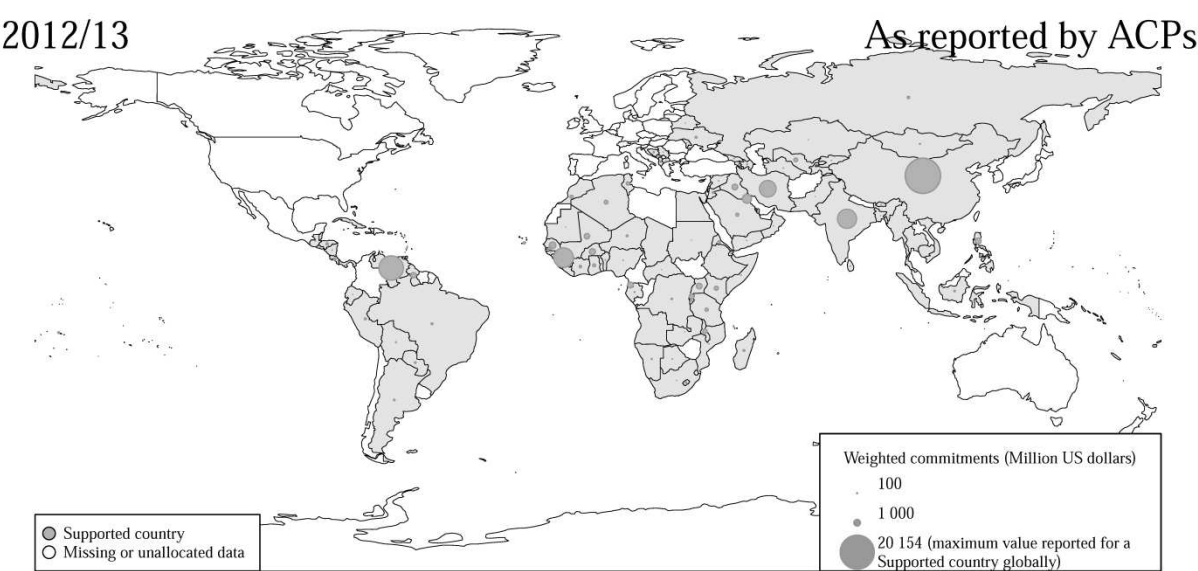 2012/13
As reported by ACPs
Supported country
Missing or unallocated data
Weighted commitments (Million US dollars)
100
1 000
20 154 (maximum value reported for a
Supported country globally)